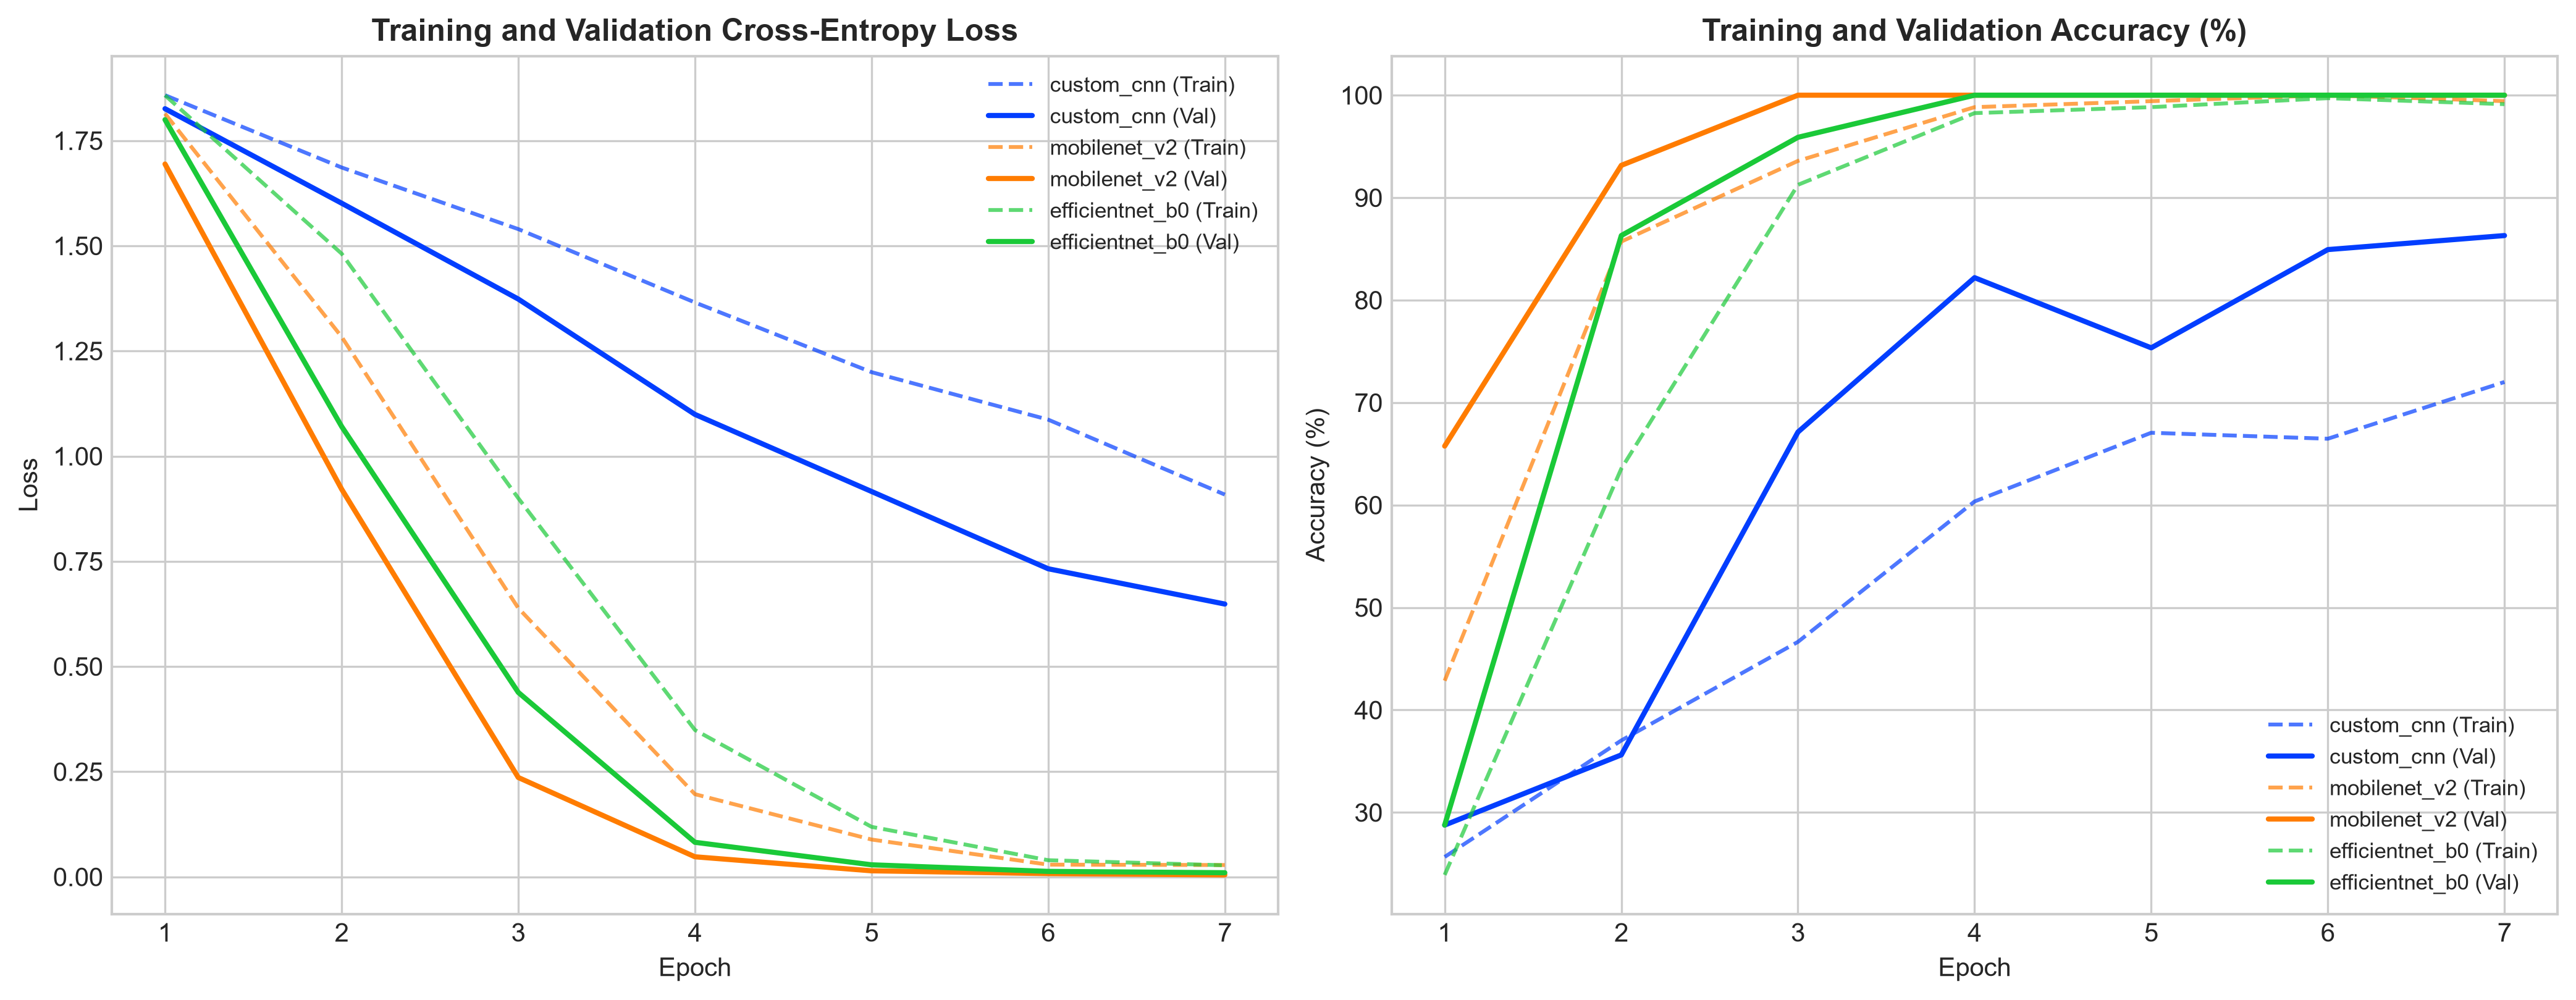 Training and Validation Cross-Entropy Loss
1.75
1.50
1.25
1.00
0.75
0.50
0.25
0.00
Loss
1 2 3 4 5 6 7
Epoch
custom_cnn (Train)
custom_cnn (Val)
mobilenet_v2 (Train)
mobilenet_v2 (Val)
efficientnet_b0 (Train)
efficientnet_b0 (Val)
Training and Validation Accuracy (%)
100
90
80
70
60
50
40
30
Accuracy (%)
1 2 3 4 5 6 7
Epoch
custom_cnn (Train)
custom_cnn (Val)
mobilenet_v2 (Train)
mobilenet_v2 (Val)
efficientnet_b0 (Train)
efficientnet_b0 (Val)